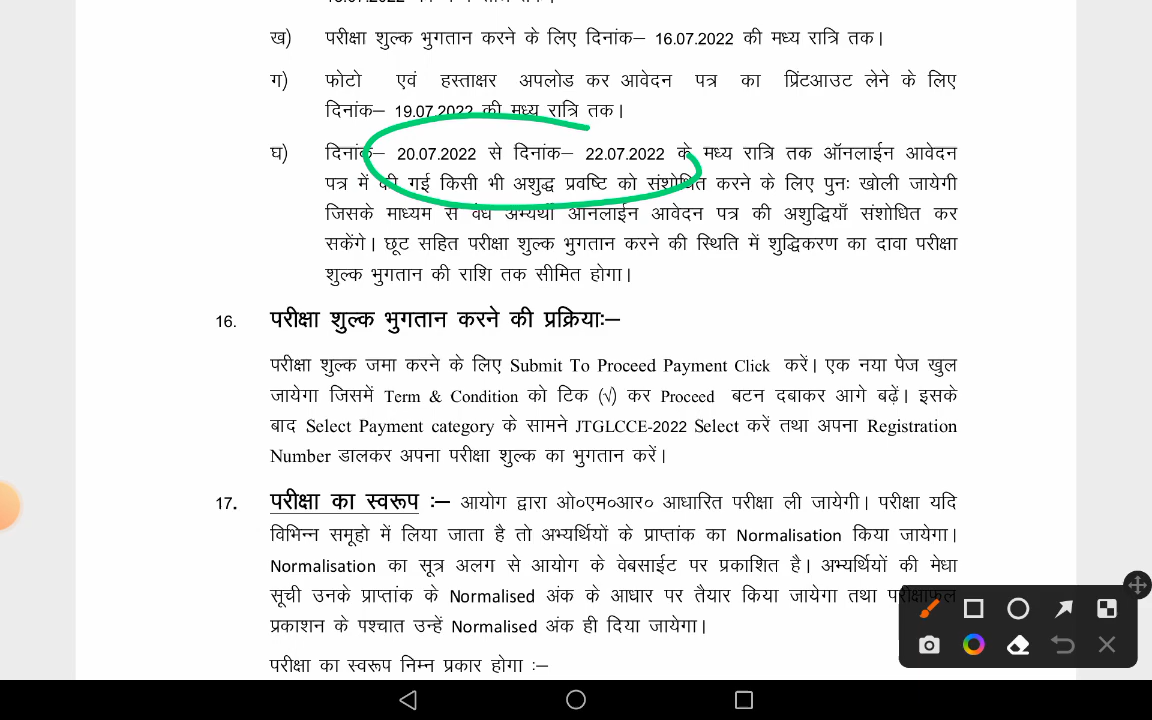 ख) परीक्षा शुल्क भुगतान करने के लिए दिनांक– 16.07.2022 की मध्य रात्रि तक।
ग) फोटो एवं हस्ताक्षर अपलोड कर आवेदन पत्र का प्रिंटआउट लेने के लिए
दिनांक– 19.07.2022 की मध्य रात्रि तक।
घ) दिनांक– 20.07.2022 से दिनांक– 22.07.2022 के मध्य रात्रि तक ऑनलाईन आवेदन
पत्र में की गई किसी भी अशुद्ध प्रवष्टि को संशोधित करने के लिए पुनः खोली जायेगी
जिसके माध्यम से वैध अभ्यर्थी ऑनलाईन आवेदन पत्र की अशुद्धियाँ संशोधित कर
सकेंगे। छूट सहित परीक्षा शुल्क भुगतान करने की स्थिति में शुद्धिकरण का दावा परीक्षा
शुल्क भुगतान की राशि तक सीमित होगा।
16. परीक्षा शुल्क भुगतान करने की प्रक्रियाः–
परीक्षा शुल्क जमा करने के लिए Submit To Proceed Payment Click करें। एक नया पेज खुल
जायेगा जिसमें Term & Condition को टिक (√) कर Proceed बटन दबाकर आगे बढ़ें। इसके
बाद Select Payment category के सामने JTGLCCE-2022 Select करें तथा अपना Registration
Number डालकर अपना परीक्षा शुल्क का भुगतान करें।
17. परीक्षा का स्वरूप :– आयोग द्वारा ओ०एम०आर० आधारित परीक्षा ली जायेगी। परीक्षा यदि
विभिन्न समूहो में लिया जाता है तो अभ्यर्थियों के प्राप्तांक का Normalisation किया जायेगा।
Normalisation का सूत्र अलग से आयोग के वेबसाईट पर प्रकाशित है। अभ्यर्थियों की मेधा
सूची उनके प्राप्तांक के Normalised अंक के आधार पर तैयार किया जायेगा तथा परीक्षाफल
प्रकाशन के पश्चात उन्हें Normalised अंक ही दिया जायेगा।
परीक्षा का स्वरूप निम्न प्रकार होगा :–